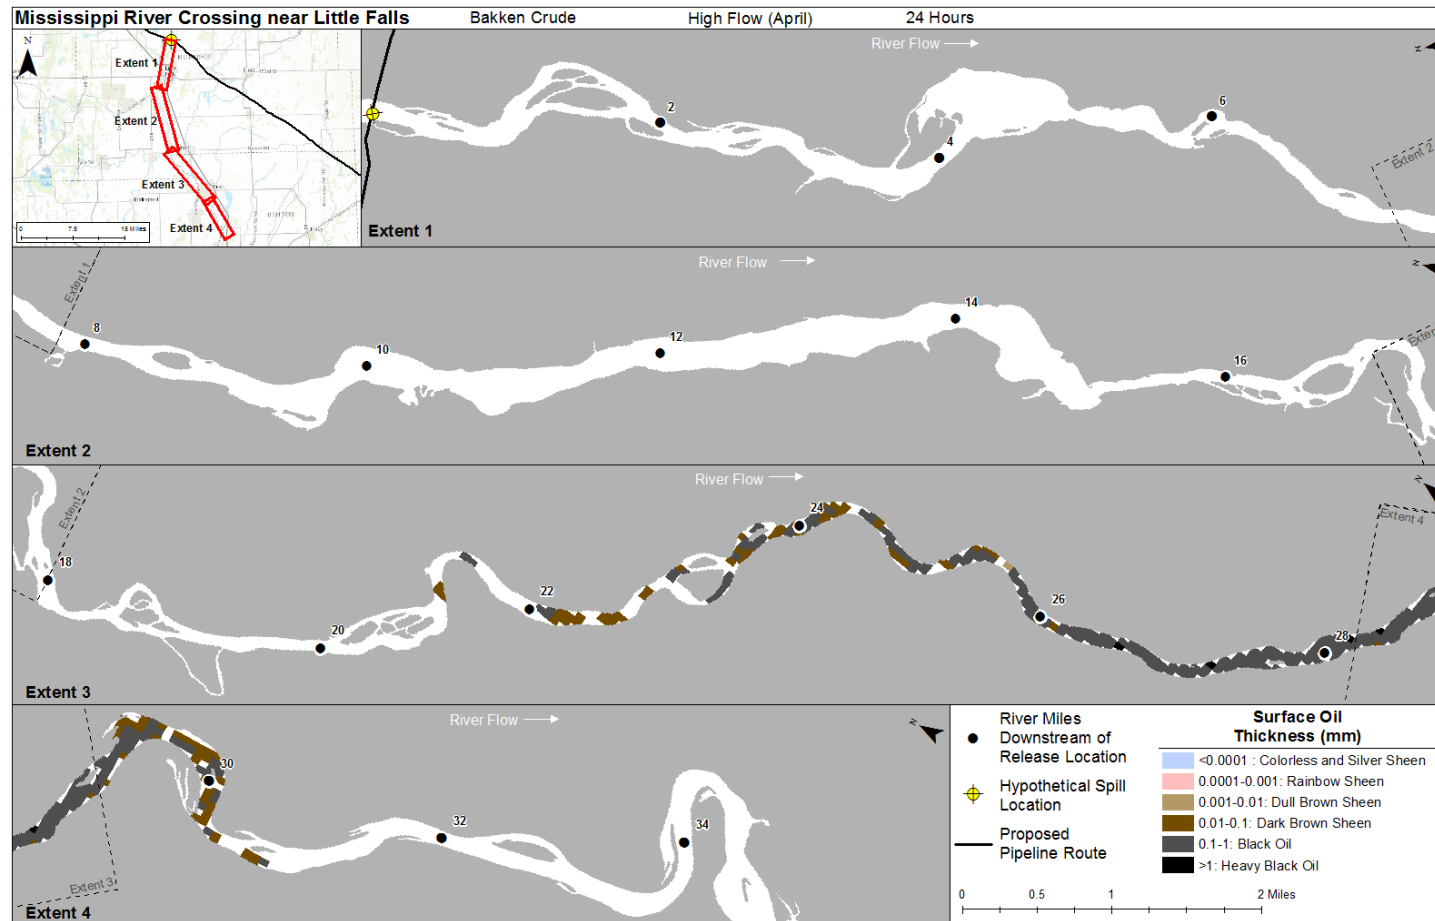 Mississippi River Crossing near Little Falls Bakken Crude High Flow (April) 24 Hours
N
Extent 1
Extent 2
Extent 3
Extent 4
0 7.5 15 Miles
River Flow
N
2
4
6
Extent 2
Extent 1
River Flow
N
Extent 1
8
10
12
14
16
Exten
Extent 2
River Flow
N
Extent 2
18
20
22
24
26
28
Extent 4
Extent 3
River Flow
N
30
32
34
Extent 3
Extent 4
River Miles
Downstream of
Release Location
Hypothetical Spill
Location
Proposed
Pipeline Route
Surface Oil
Thickness (mm)
<0.0001 : Colorless and Silver Sheen
0.0001-0.001: Rainbow Sheen
0.001-0.01: Dull Brown Sheen
0.01-0.1: Dark Brown Sheen
0.1-1: Black Oil
>1: Heavy Black Oil
0 0.5 1 2 Miles